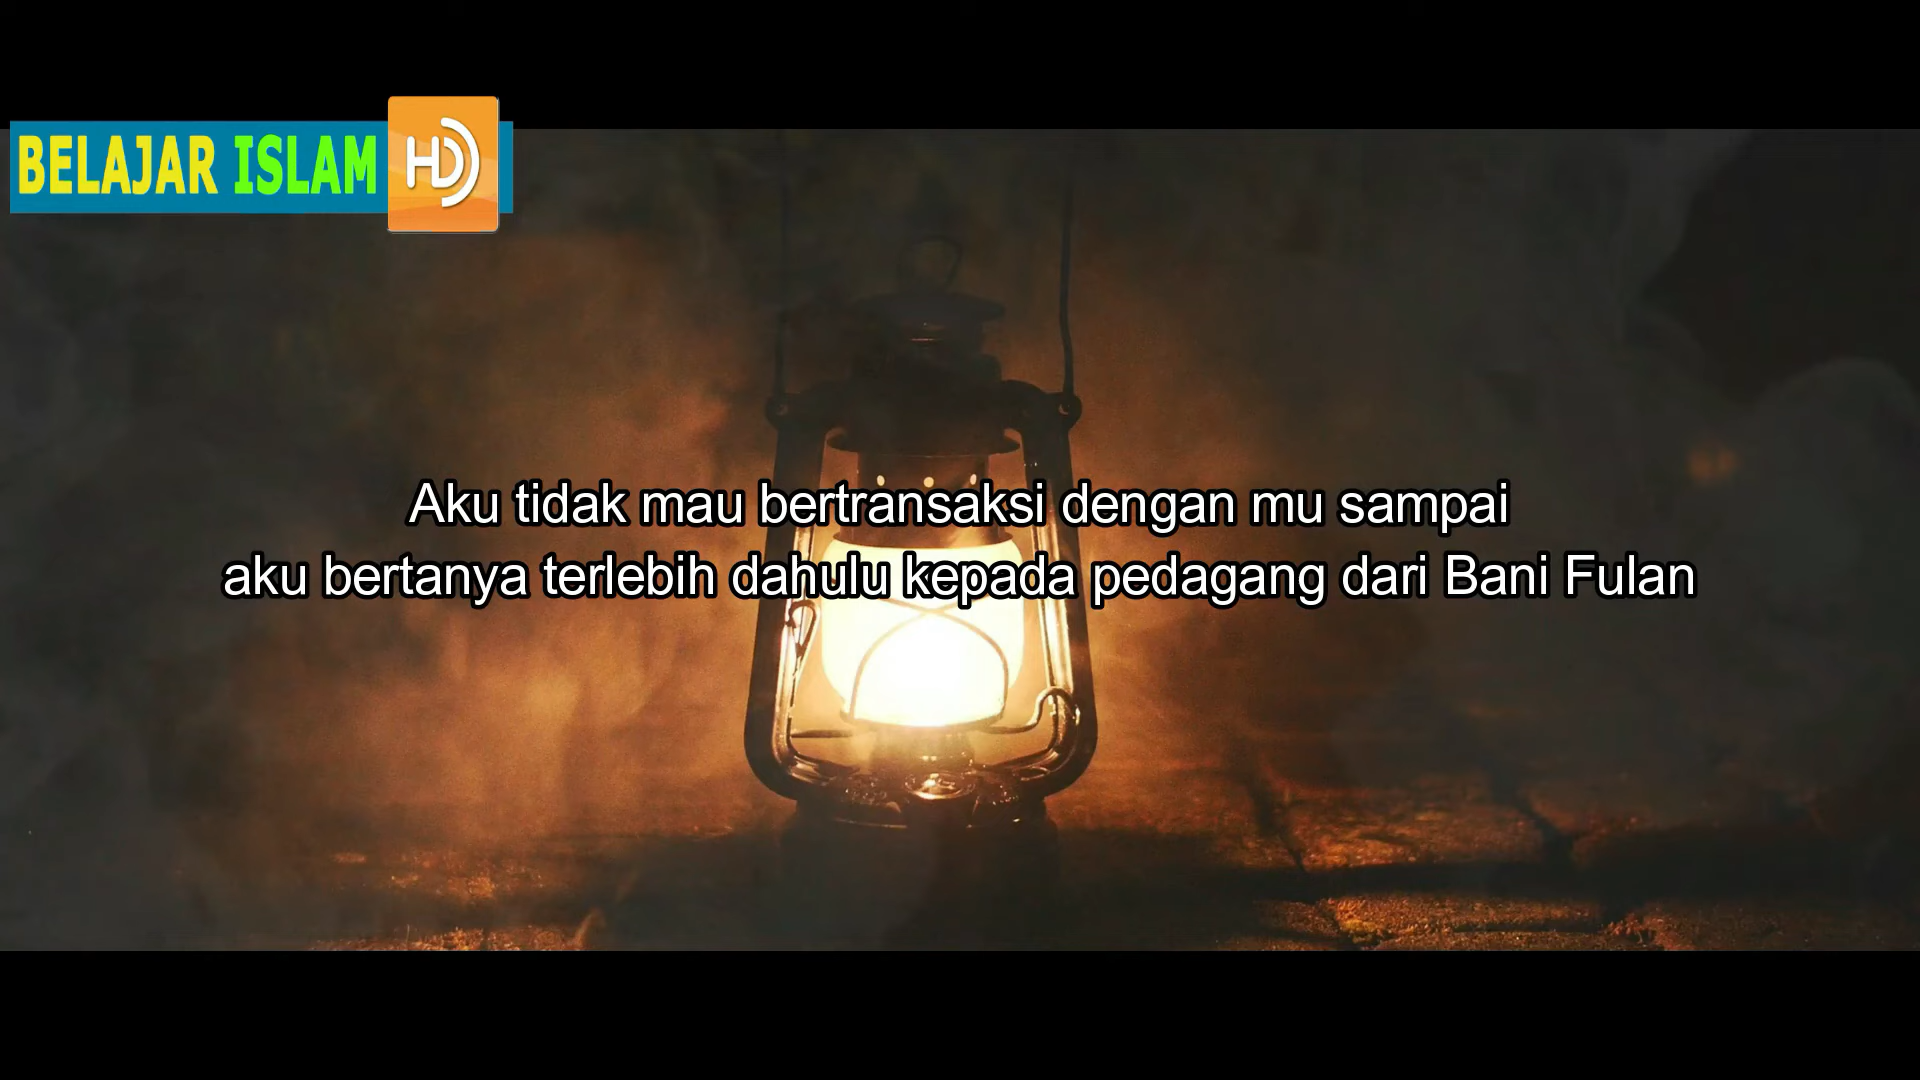 BELAJAR ISLAM HD
Aku tidak mau bertransaksi dengan mu sampai
aku bertanya terlebih dahulu kepada pedagang dari Bani Fulan